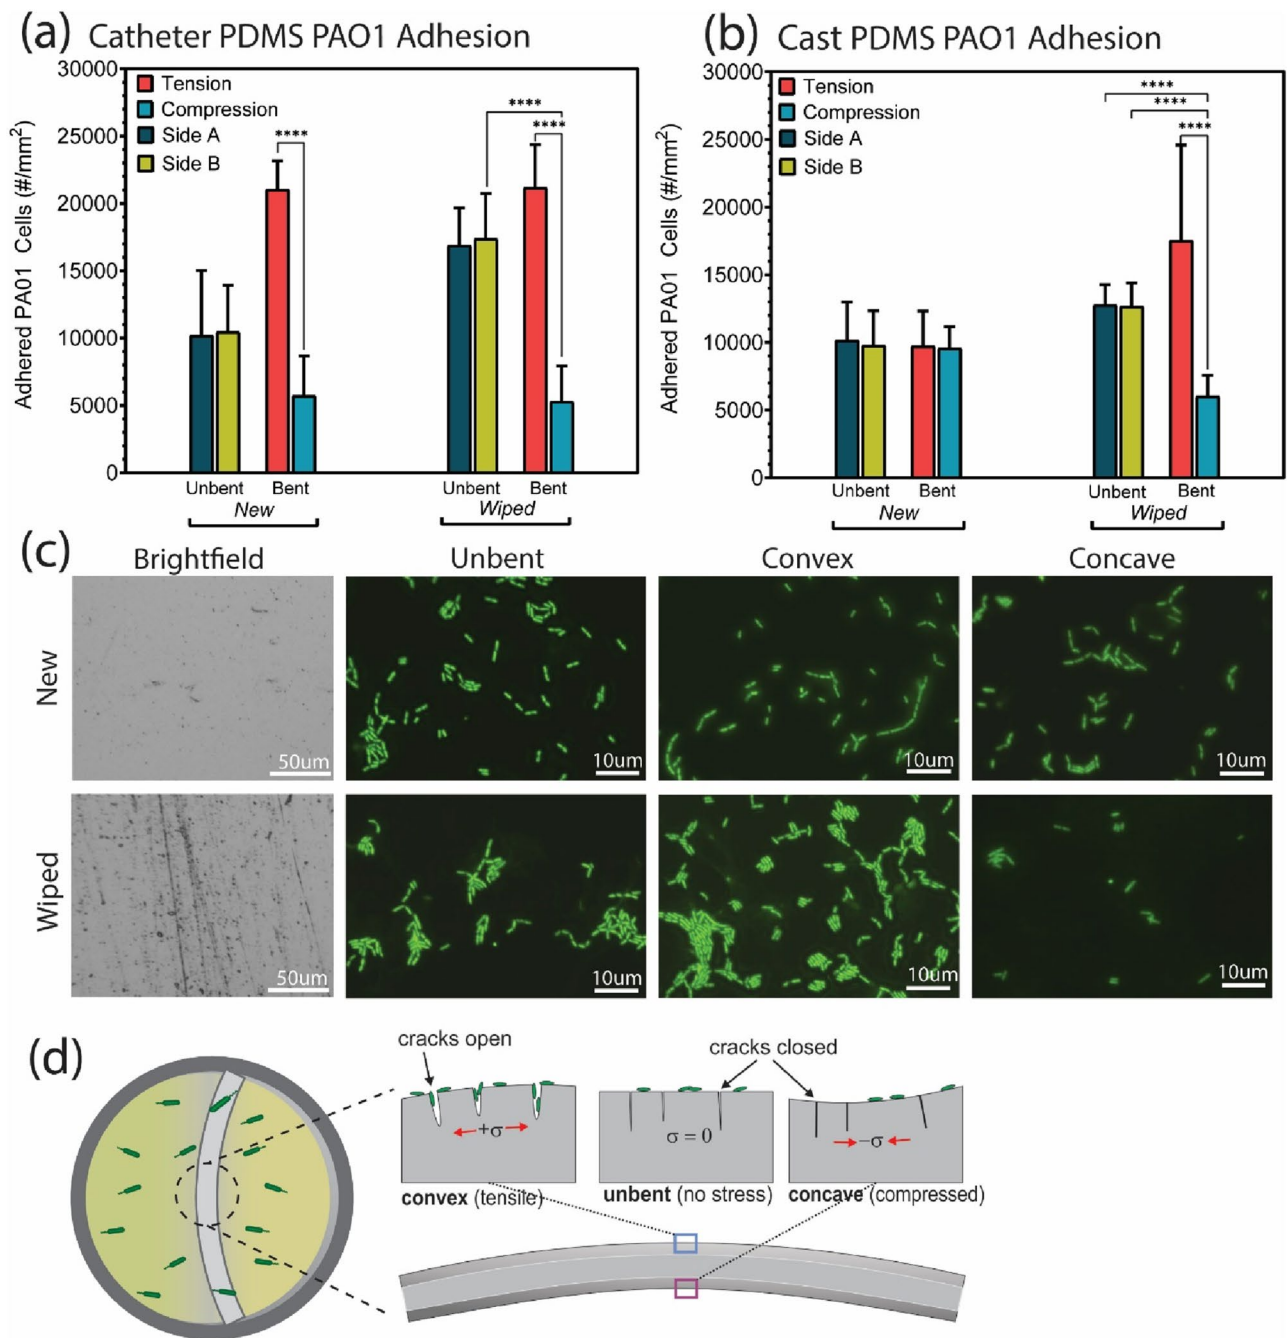 (a) Catheter PDMS PAO1 Adhesion
Adhered PA01 Cells (#/mm²)
30000
25000
20000
15000
10000
5000
0
Tension
Compression
Side A
Side B
****
****
****
Unbent
Bent
Unbent
Bent
New
Wiped
(b) Cast PDMS PAO1 Adhesion
Adhered PA01 Cells (#/mm²)
30000
25000
20000
15000
10000
5000
0
Tension
Compression
Side A
Side B
****
****
****
Unbent
Bent
Unbent
Bent
New
Wiped
(c)
Brightfield
Unbent
Convex
Concave
New
50um
10um
10um
10um
Wiped
50um
10um
10um
10um
(d)
cracks open
cracks closed
+σ
σ = 0
−σ
convex (tensile)
unbent (no stress)
concave (compressed)